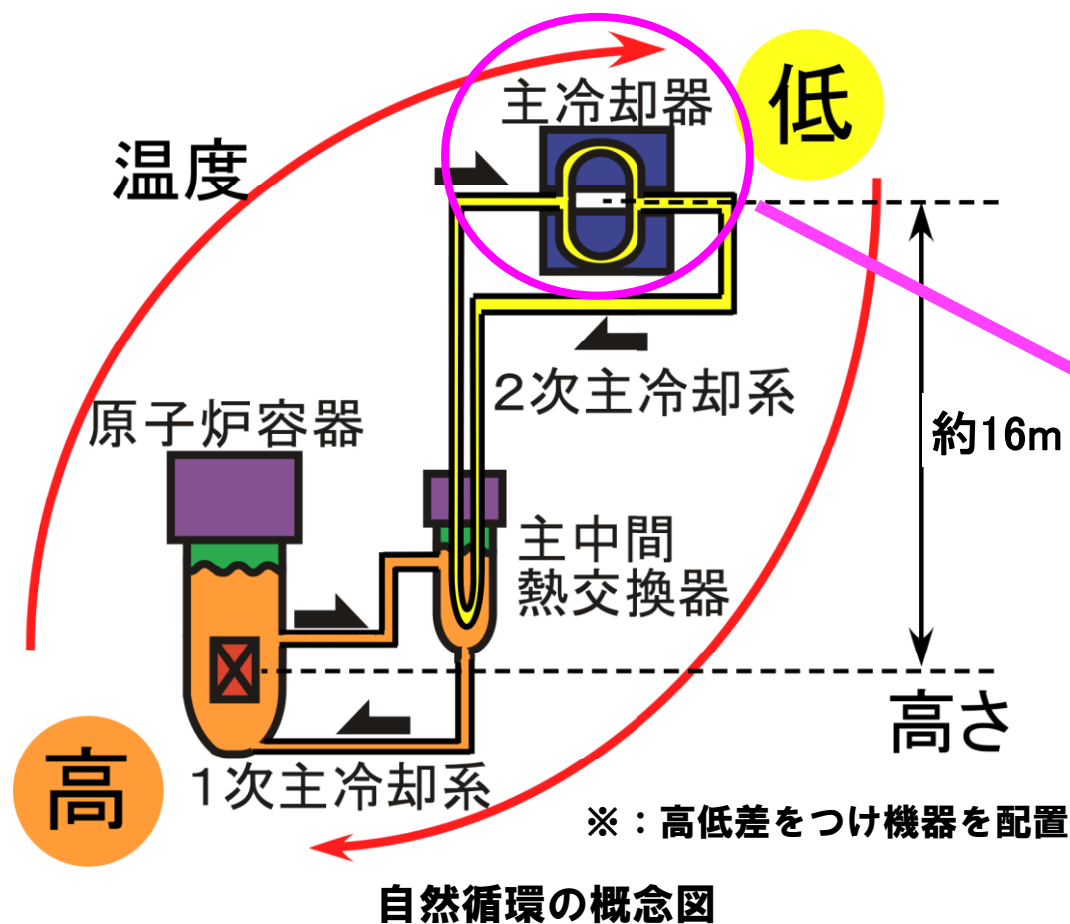 主冷却器
低
温度
2次主冷却系
原子炉容器
約16m
主中間
熱交換器
高さ
高
1次主冷却系
※：高低差をつけ機器を配置
自然循環の概念図